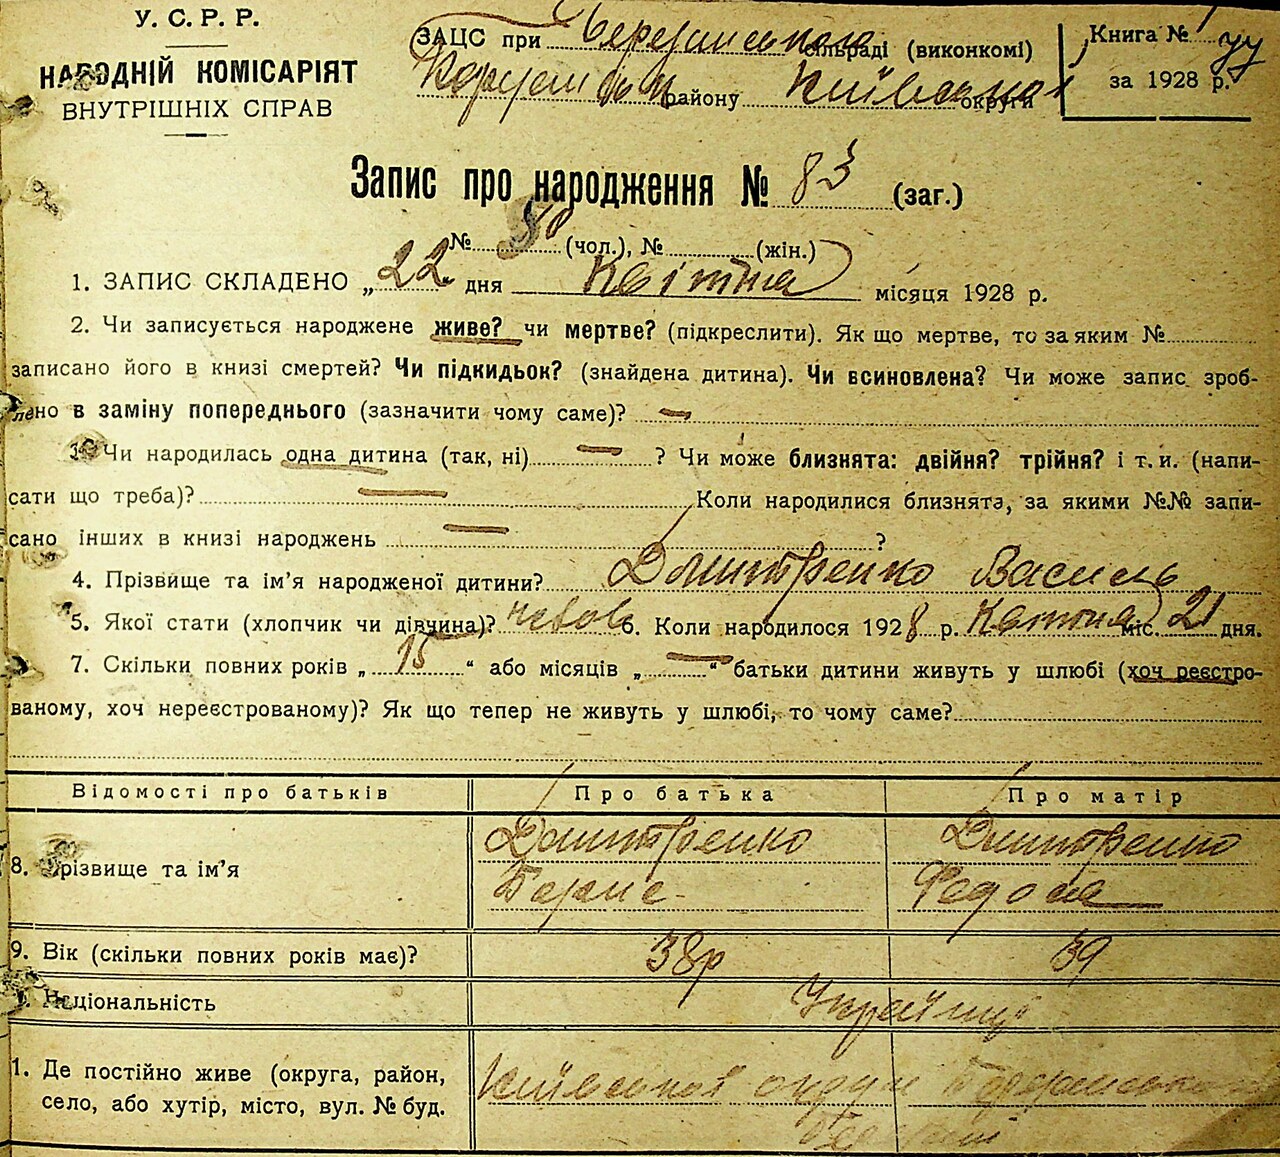 У. С. Р. Р.
НАРОДНІЙ КОМІСАРІЯТ
ВНУТРІШНІХ СПРАВ
ЗАЦС при сільраді (виконкомі)
району Київської округи
Книга №
за 1928 р.
Запис про народження № 83 (заг.)
№ (чол.), № (жін.)
1. ЗАПИС СКЛАДЕНО „22“ дня Квітня місяця 1928 р.
2. Чи записується народжене живе? чи мертве? (підкреслити). Як що мертве, то за яким №
записано його в книзі смертей? Чи підкидьок? (знайдена дитина). Чи всиновлена? Чи може запис зроб-
лено в заміну попереднього (зазначити чому саме)? —
3. Чи народилась одна дитина (так, ні) — ? Чи може близнята: двійня? трійня? і т. и. (напи-
сати що треба)? — Коли народилися близнята, за якими №№ запи-
сано інших в книзі народжень — ?
4. Прізвище та ім’я народженої дитини? Дмитренко Василь
5. Якої стати (хлопчик чи дівчина)? 6. Коли народилося 1928 р. Квітня міс. 21 дня.
7. Скільки повних років „15“ або місяців „—“ батьки дитини живуть у шлюбі (хоч реєстро-
ваному, хоч нереєстрованому)? Як що тепер не живуть у шлюбі, то чому саме?
Відомості про батьків Про батька Про матір
8. Прізвище та ім’я Дмитренко Дмитренко
Федося
9. Вік (скільки повних років має)? 38р 39
Національність Українці
1. Де постійно живе (округа, район, Київської округи
село, або хутір, місто, вул. № буд.